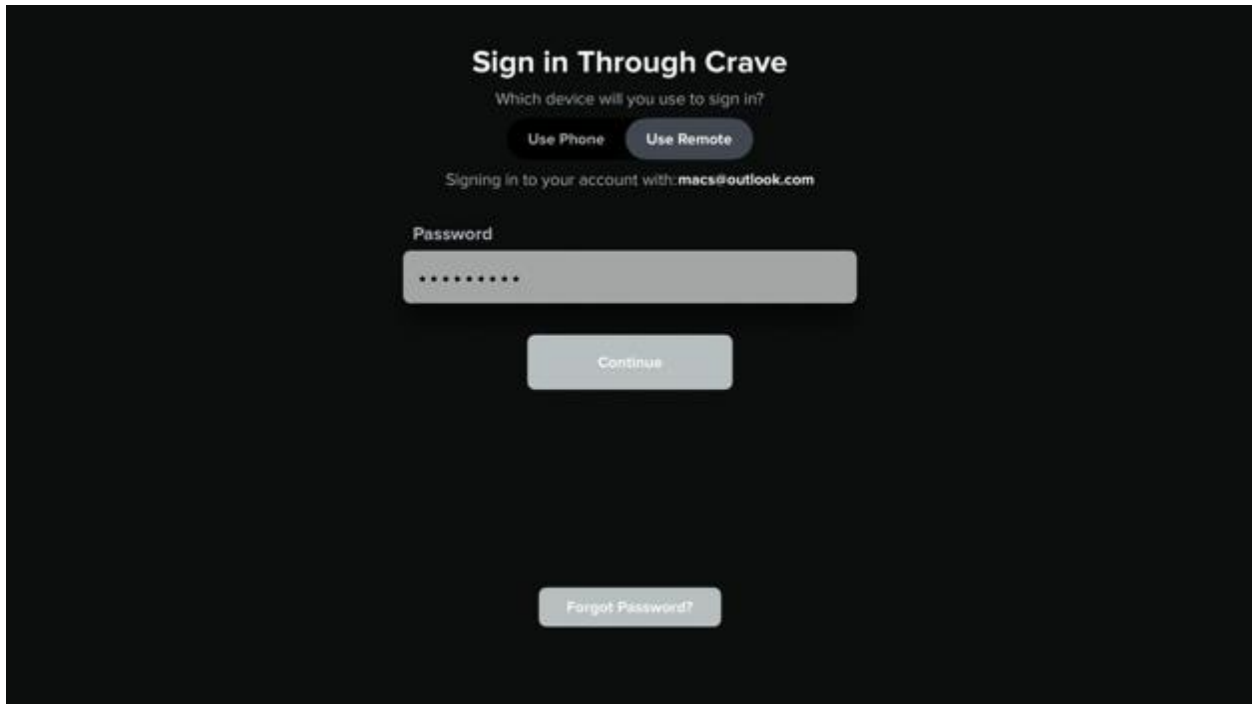 Sign in Through Crave
Which device will you use to sign in?
Use Phone Use Remote
Signing in to your account with: macs@outlook.com
Password
•••••••••
Continue
Forgot Password?